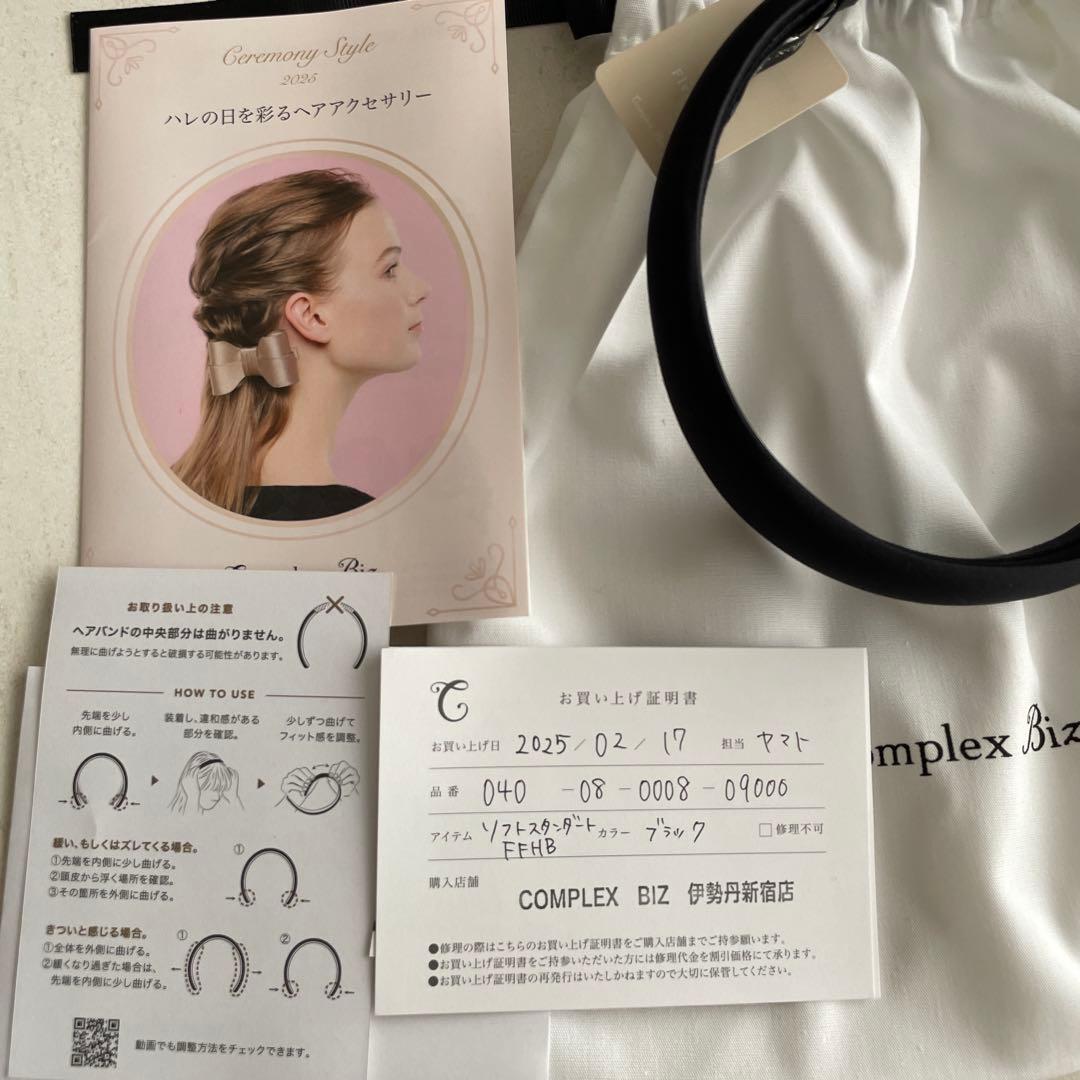 Ceremony Style
2025
ハレの日を彩るヘアアクセサリー
お取り扱い上の注意
ヘアバンドの中央部分は曲がりません。
無理に曲げようとすると破損する可能性があります。
HOW TO USE
先端を少し
内側に曲げる。
装着し、違和感がある
部分を確認。
少しずつ曲げて
フィット感を調整。
緩い、もしくはズレてくる場合。
①先端を内側に少し曲げる。
②頭皮から浮く場所を確認。
③その箇所を外側に曲げる。
①
きついと感じる場合。
①全体を外側に曲げる。
②緩くなり過ぎた場合は、
先端を内側に少し曲げる。
①
②
動画でも調整方法をチェックできます。
C
お買い上げ証明書
お買い上げ日 2025/02/17 担当 ヤマト
品番 040-08-0008-09000
アイテム ソフトスタンダート カラー ブラック □修理不可
FFHB
購入店舗
COMPLEX BIZ 伊勢丹新宿店
●修理の際はこちらのお買い上げ証明書をご購入店舗までご持参願います。
●お買い上げ証明書をご持参いただいた方には修理代金を割引価格にて承ります。
●お買い上げ証明書の再発行はいたしかねますので大切に保管してください。
omplex Biz